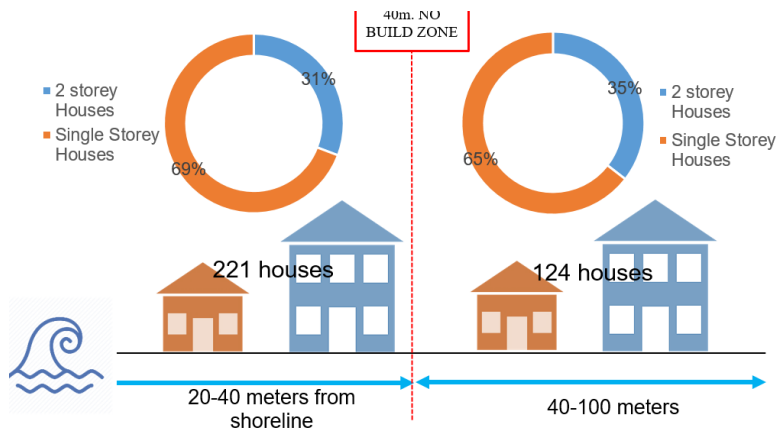 40m. NO
BUILD ZONE
31%
2 storey
Houses
Single Storey
Houses
69%
35%
2 storey
Houses
Single Storey
Houses
65%
221 houses
124 houses
20-40 meters from
shoreline
40-100 meters